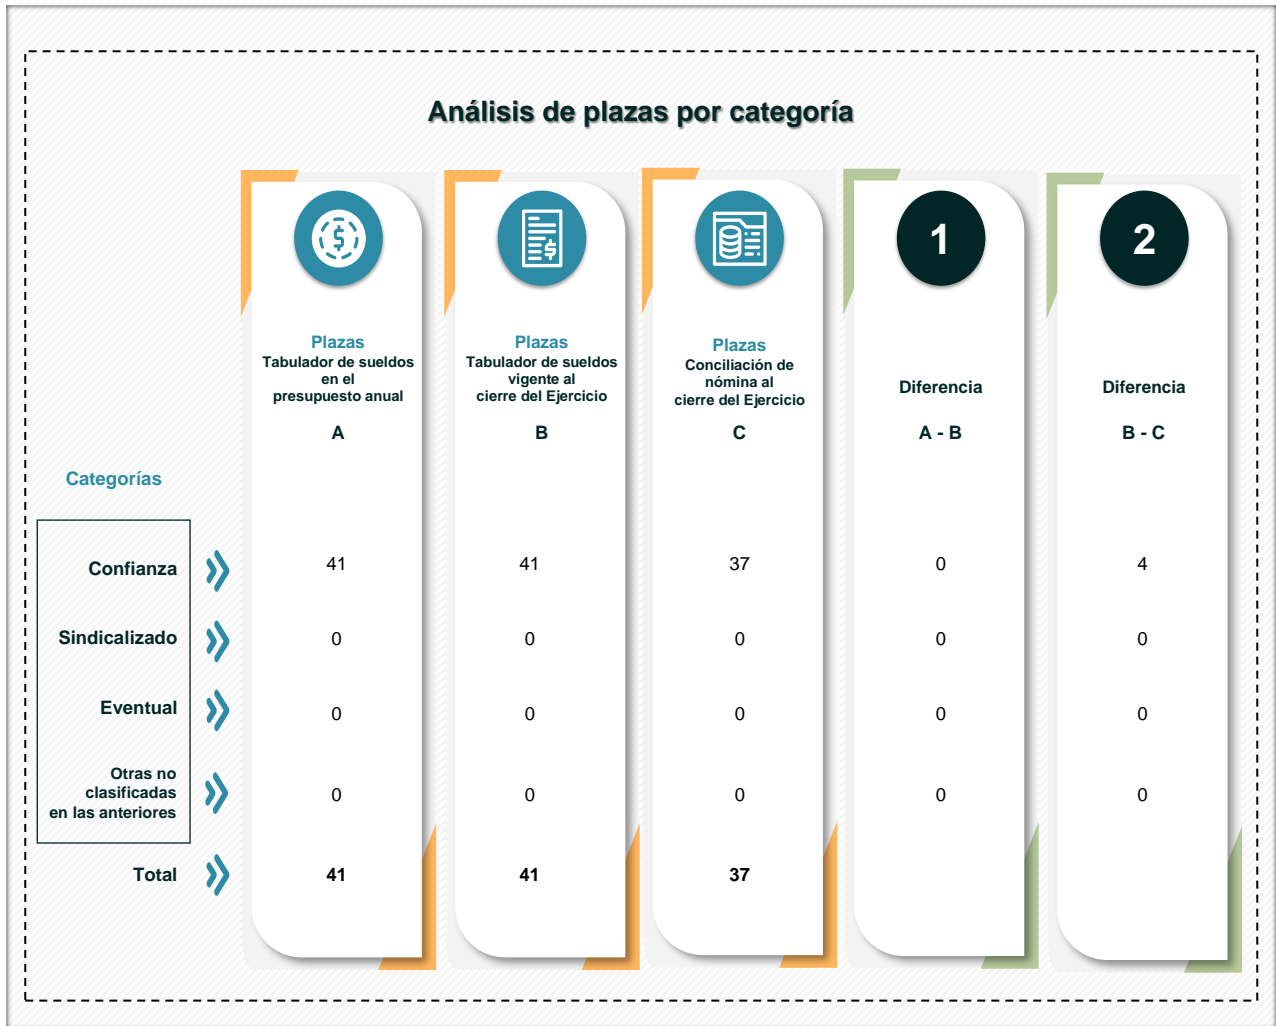 Análisis de plazas por categoría
1
2
Plazas
Tabulador de sueldos
en el
presupuesto anual
A
Plazas
Tabulador de sueldos
vigente al
cierre del Ejercicio
B
Plazas
Conciliación de
nómina al
cierre del Ejercicio
C
Diferencia
A - B
Diferencia
B - C
Categorías
Confianza 41 41 37 0 4
Sindicalizado 0 0 0 0 0
Eventual 0 0 0 0 0
Otras no
clasificadas
en las anteriores 0 0 0 0 0
Total 41 41 37